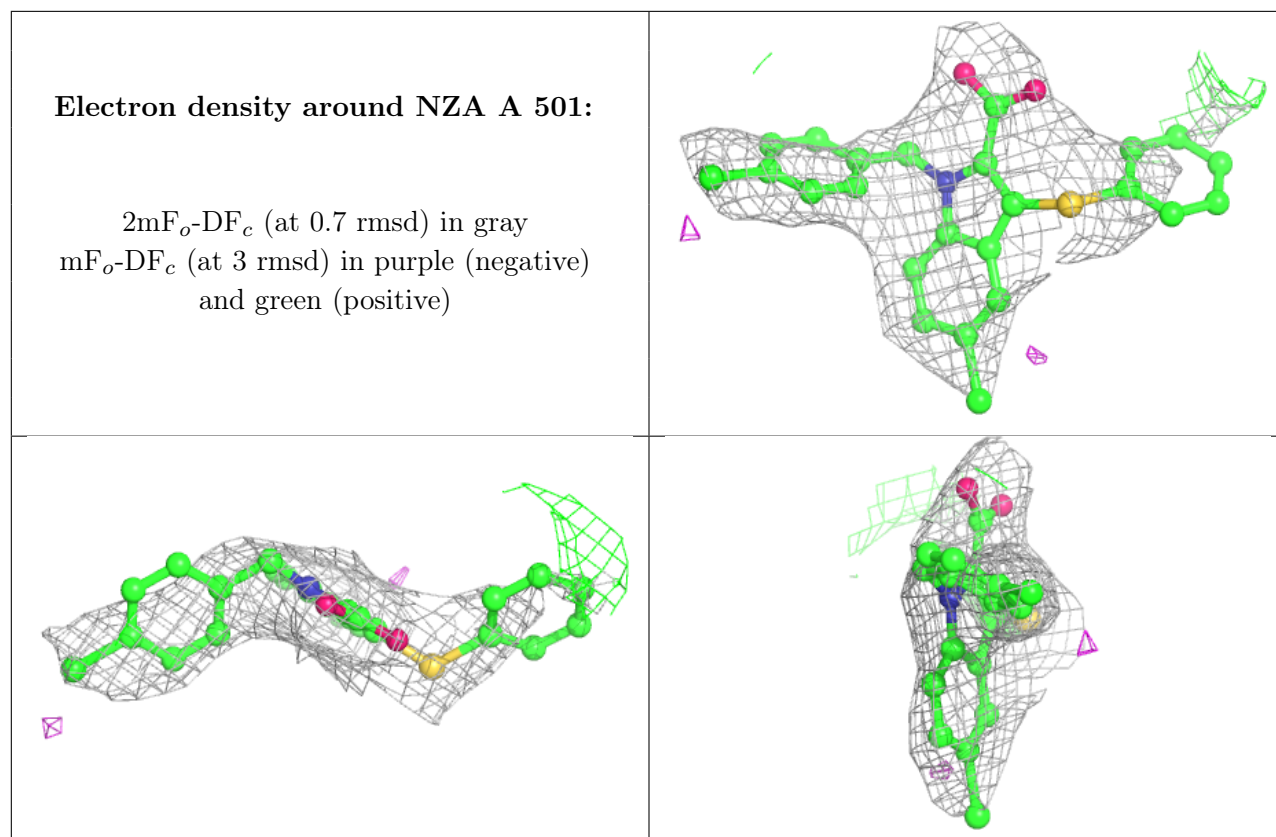 Electron density around NZA A 501:
2mFo-DFc (at 0.7 rmsd) in gray
mFo-DFc (at 3 rmsd) in purple (negative)
and green (positive)